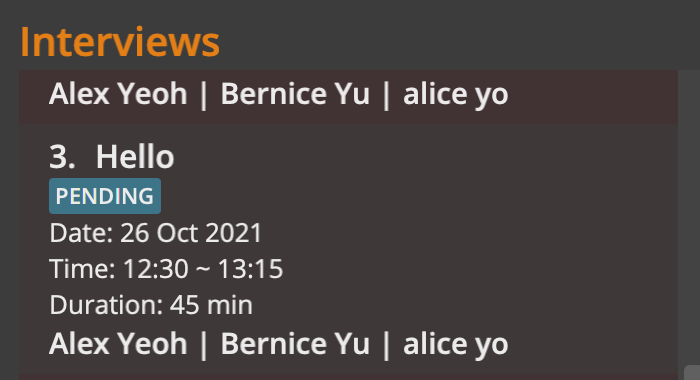 Interviews
Alex Yeoh | Bernice Yu | alice yo
3. Hello
PENDING
Date: 26 Oct 2021
Time: 12:30 ~ 13:15
Duration: 45 min
Alex Yeoh | Bernice Yu | alice yo